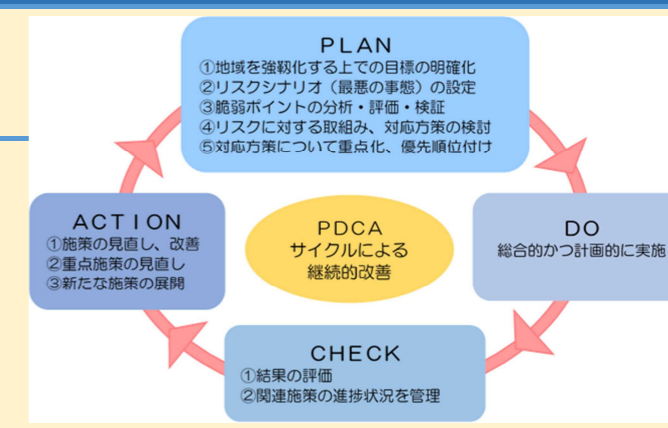 PLAN
①地域を強靱化する上での目標の明確化
②リスクシナリオ（最悪の事態）の設定
③脆弱ポイントの分析・評価・検証
④リスクに対する取組み、対応方策の検討
⑤対応方策について重点化、優先順位付け
ACTION
①施策の見直し、改善
②重点施策の見直し
③新たな施策の展開
PDCA
サイクルによる
継続的改善
DO
総合的かつ計画的に実施
CHECK
①結果の評価
②関連施策の進捗状況を管理